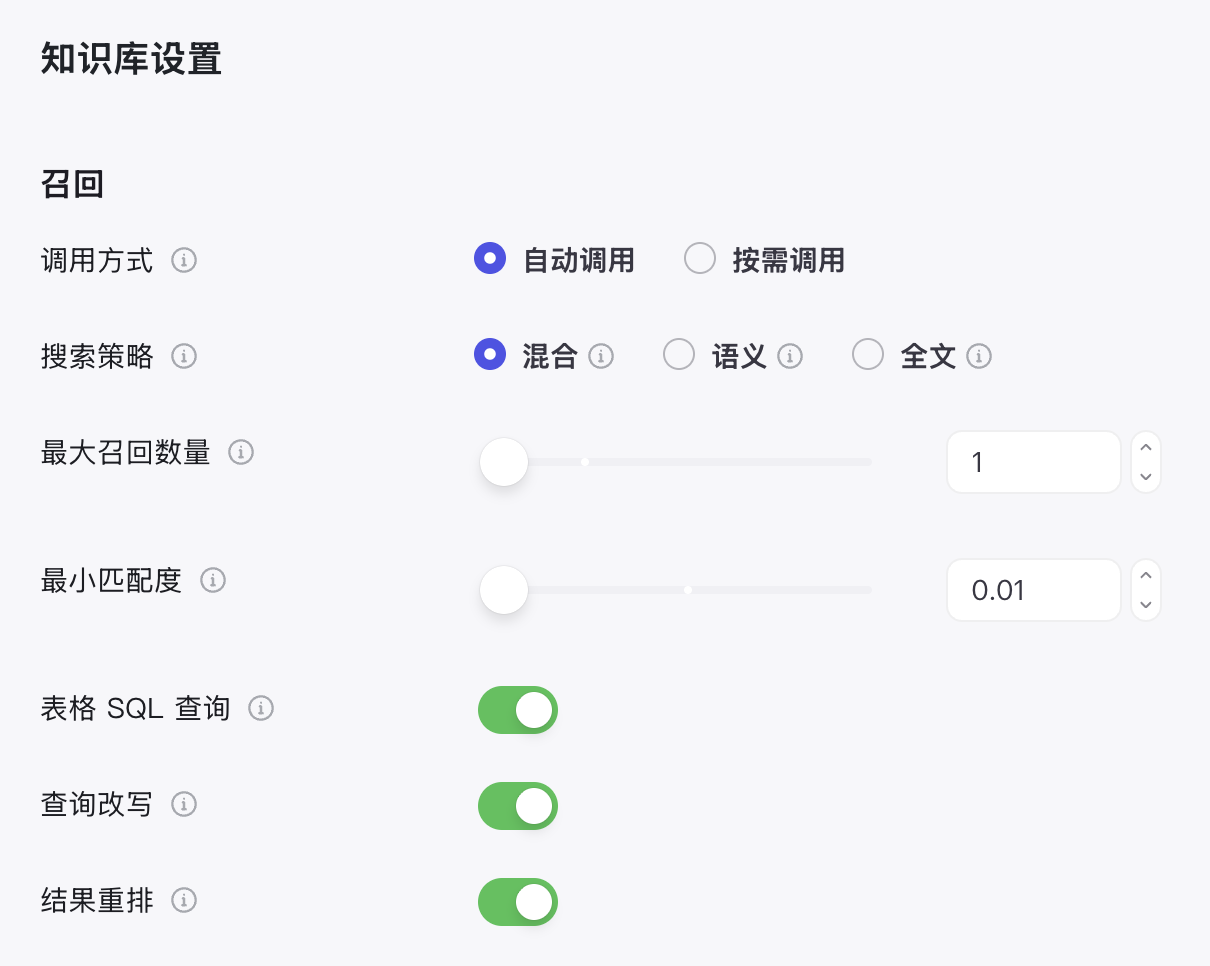 知识库设置
召回
调用方式 自动调用 按需调用
搜索策略 混合 语义 全文
最大召回数量 1
最小匹配度 0.01
表格 SQL 查询
查询改写
结果重排